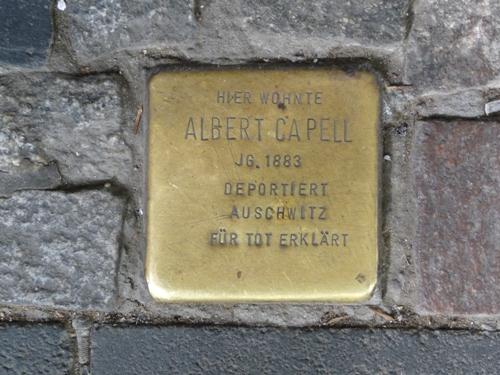 HIER WOHNTE
ALBERT CAPELL
JG. 1883
DEPORTIERT
AUSCHWITZ
FÜR TOT ERKLÄRT